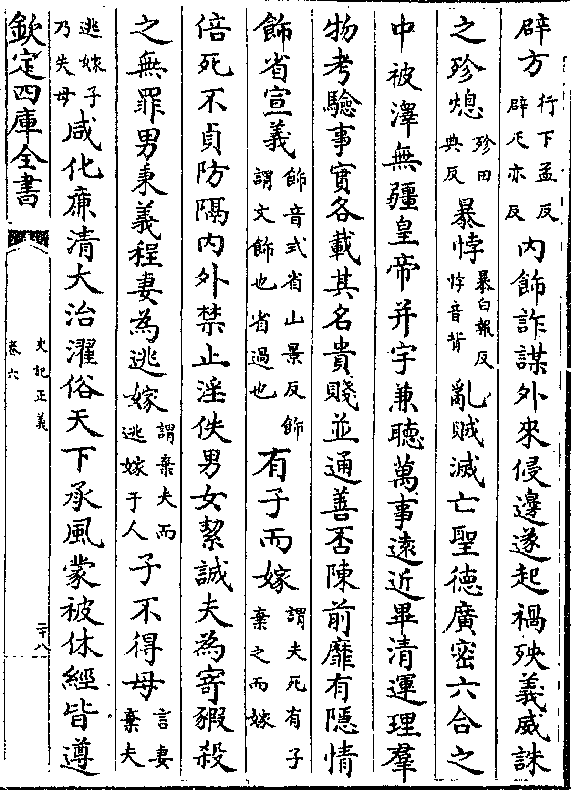 辟方行下孟反辟疋亦反內飾詐謀外來侵邊遂起禍殃義威誅
之殄熄殄田典反暴悖暴白報反悖音背亂賊滅亡聖德廣密六合之
中被澤無疆皇帝并宇兼聽萬事遠近畢清運理羣
物考驗事實各載其名貴賤並通善否陳前靡有隱情
飾省宣義飾音式省山景反飾謂文飾也省過也有子而嫁謂夫死有子棄之而嫁
倍死不貞防隔內外禁止淫佚男女絜誠夫為寄豭殺
之無罪男秉義程妻為逃嫁謂棄夫而逃嫁于人子不得母言妻棄夫
逃嫁子乃失母咸化亷清大治濯俗天下承風蒙被休經皆遵
欽定四庫全書
史記正義
卷六
二十八